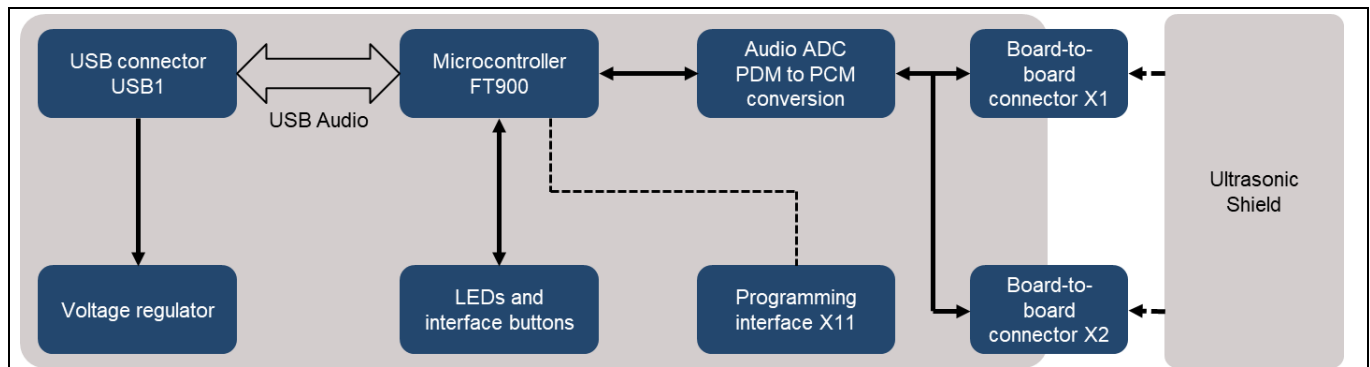 USB connector
USB1
USB Audio
Microcontroller
FT900
Audio ADC
PDM to PCM
conversion
Board-to-
board
connector X1
Ultrasonic
Shield
Voltage regulator
LEDs and
interface buttons
Programming
interface X11
Board-to-
board
connector X2